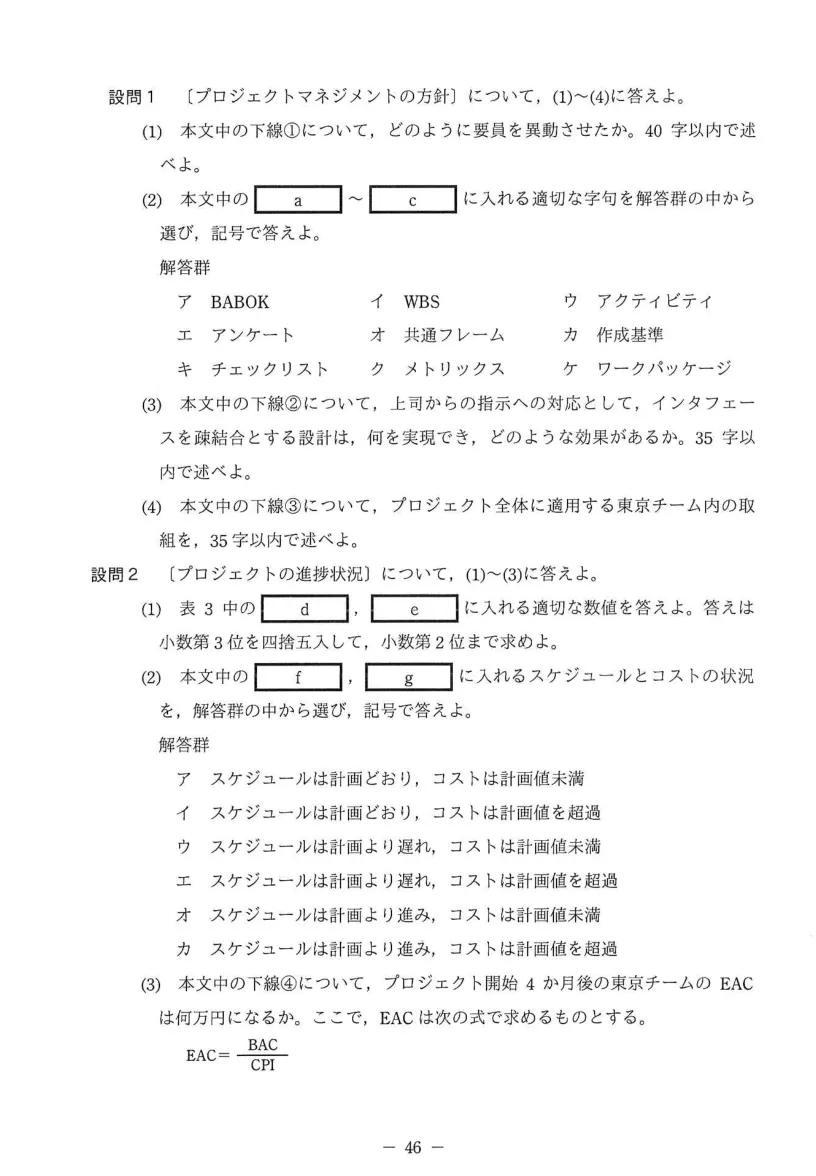 設問1 〔プロジェクトマネジメントの方針〕について，(1)～(4)に答えよ。
(1) 本文中の下線①について，どのように要員を異動させたか。40 字以内で述
べよ。
(2) 本文中の a ～ c に入れる適切な字句を解答群の中から
選び，記号で答えよ。
解答群
ア BABOK イ WBS ウ アクティビティ
エ アンケート オ 共通フレーム カ 作成基準
キ チェックリスト ク メトリックス ケ ワークパッケージ
(3) 本文中の下線②について，上司からの指示への対応として，インタフェー
スを疎結合とする設計は，何を実現でき，どのような効果があるか。35 字以
内で述べよ。
(4) 本文中の下線③について，プロジェクト全体に適用する東京チーム内の取
組を，35 字以内で述べよ。
設問2 〔プロジェクトの進捗状況〕について，(1)～(3)に答えよ。
(1) 表 3 中の d ， e に入れる適切な数値を答えよ。答えは
小数第 3 位を四捨五入して，小数第 2 位まで求めよ。
(2) 本文中の f ， g に入れるスケジュールとコストの状況
を，解答群の中から選び，記号で答えよ。
解答群
ア スケジュールは計画どおり，コストは計画値未満
イ スケジュールは計画どおり，コストは計画値を超過
ウ スケジュールは計画より遅れ，コストは計画値未満
エ スケジュールは計画より遅れ，コストは計画値を超過
オ スケジュールは計画より進み，コストは計画値未満
カ スケジュールは計画より進み，コストは計画値を超過
(3) 本文中の下線④について，プロジェクト開始 4 か月後の東京チームの EAC
は何万円になるか。ここで，EAC は次の式で求めるものとする。
EAC= BAC
CPI
― 46 ―